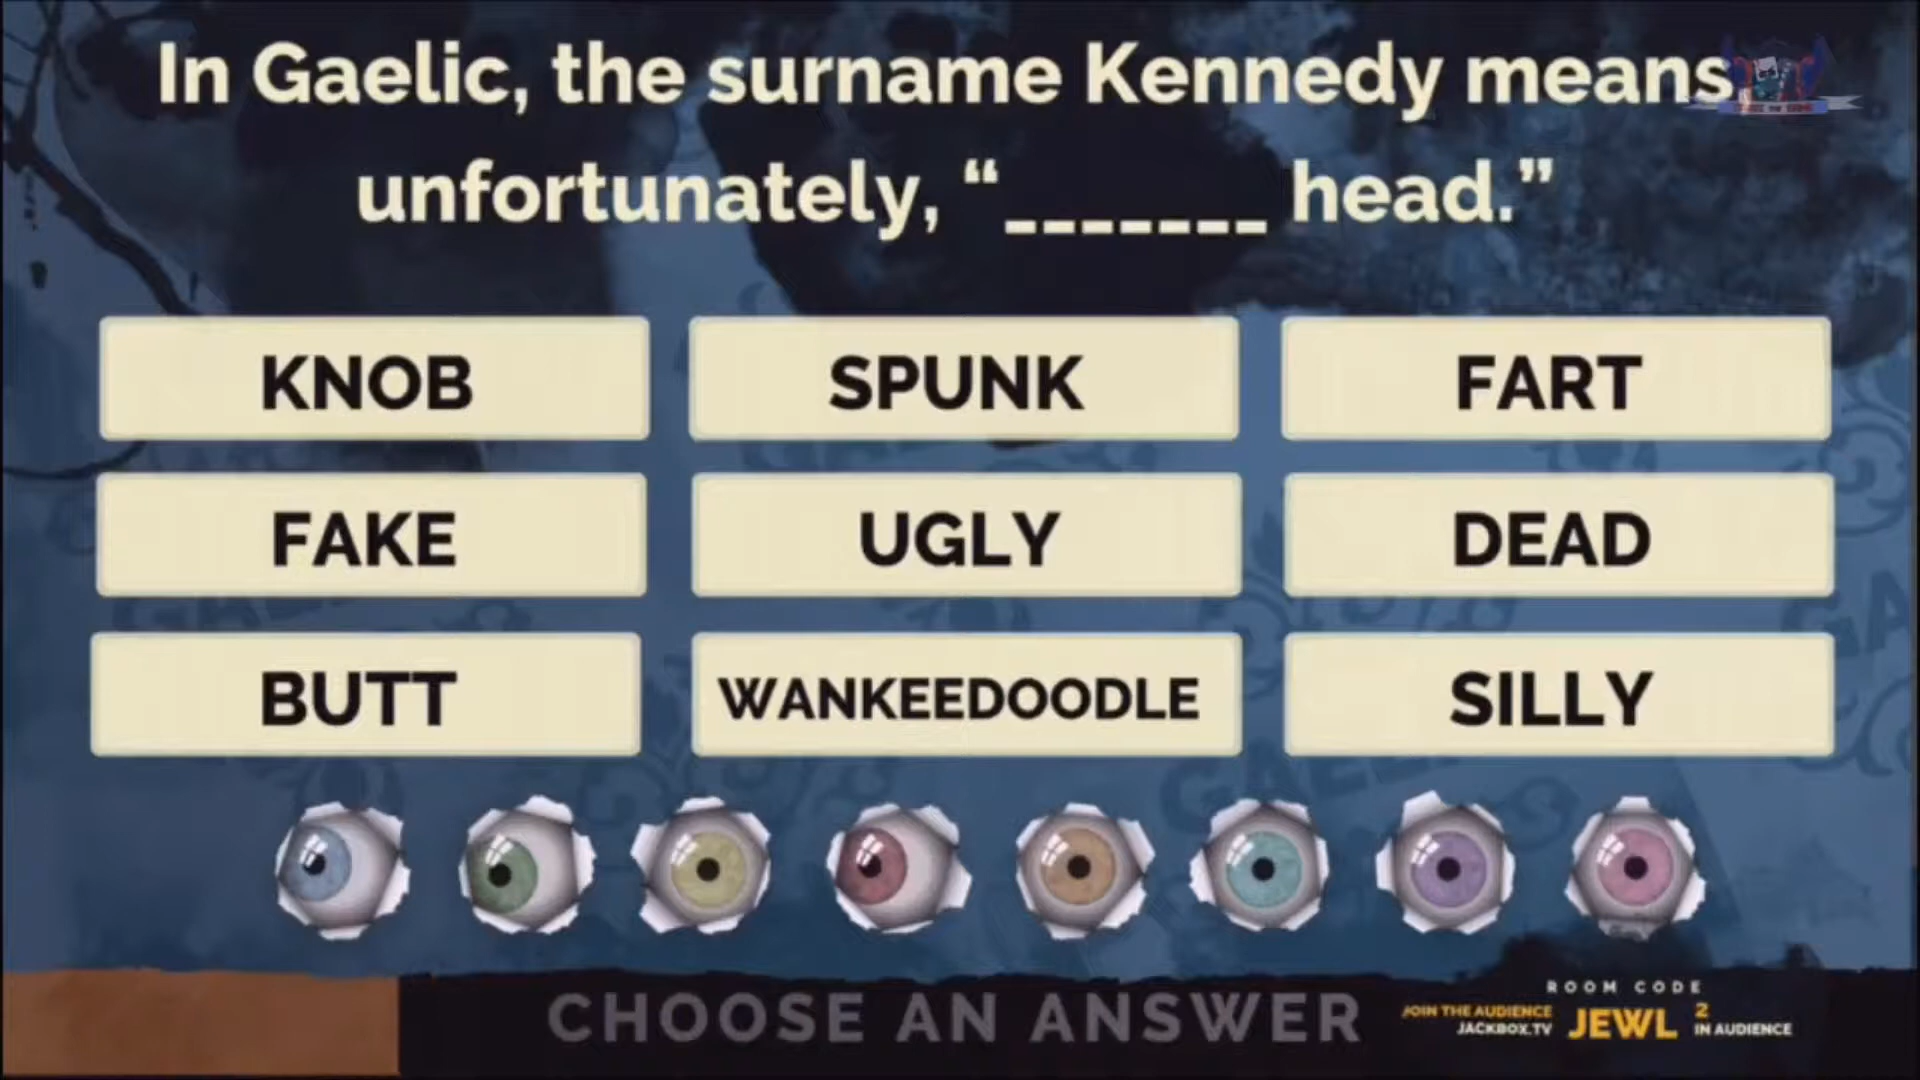 In Gaelic, the surname Kennedy means,
unfortunately, “_______ head.”
KNOB
SPUNK
FART
FAKE
UGLY
DEAD
BUTT
WANKEEDOODLE
SILLY
CHOOSE AN ANSWER
ROOM CODE
JOIN THE AUDIENCE
JACKBOX.TV
JEWL
2
IN AUDIENCE